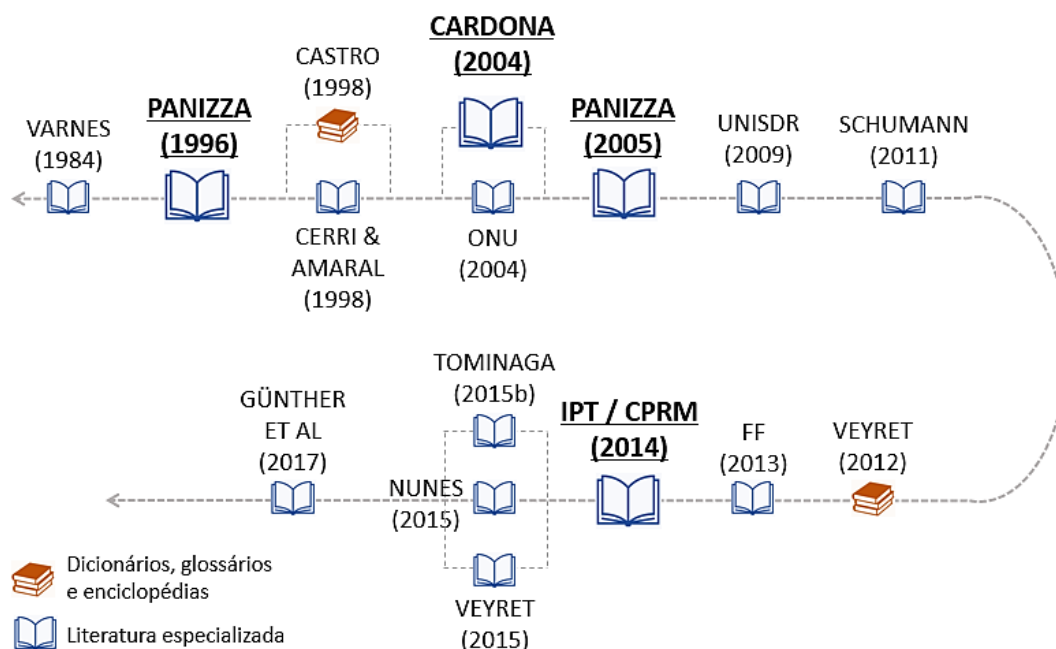 VARNES
(1984)
PANIZZA
(1996)
CASTRO
(1998)
CERRI &
AMARAL
(1998)
CARDONA
(2004)
ONU
(2004)
PANIZZA
(2005)
UNISDR
(2009)
SCHUMANN
(2011)
VEYRET
(2012)
FF
(2013)
IPT / CPRM
(2014)
TOMINAGA
(2015b)
NUNES
(2015)
VEYRET
(2015)
GÜNTHER
ET AL
(2017)
Dicionários, glossários
e enciclopédias
Literatura especializada